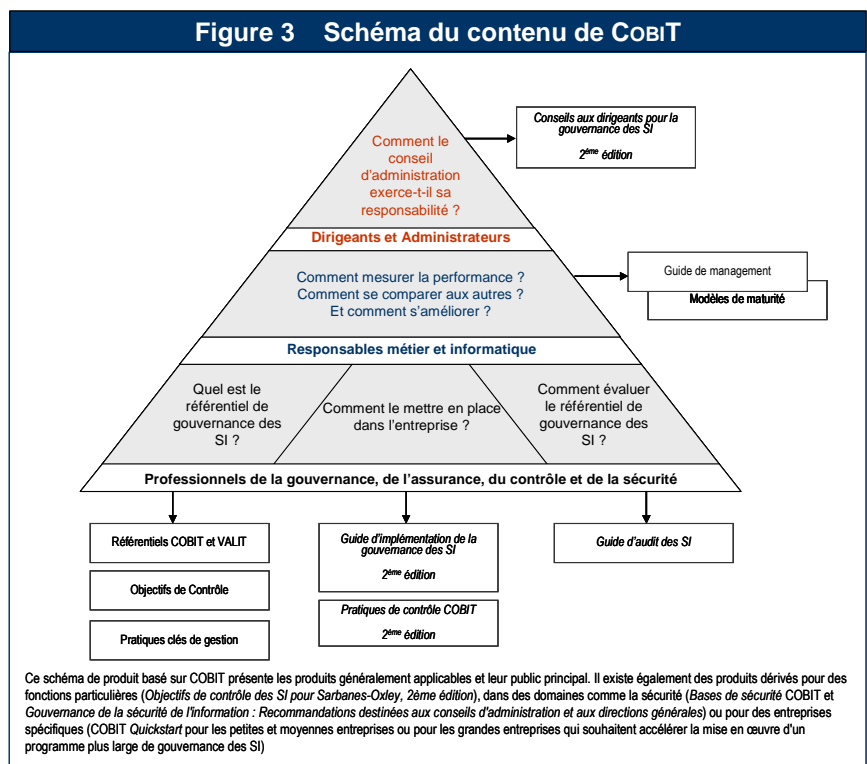 Figure 3 Schéma du contenu de COBIT
Comment le
conseil
d'administration
exerce-t-il sa
responsabilité ?
Conseils aux dirigeants pour la
gouvernance des SI
2ème édition
Dirigeants et Administrateurs
Comment mesurer la performance ?
Comment se comparer aux autres ?
Et comment s'améliorer ?
Guide de management
Modèles de maturité
Responsables métier et informatique
Quel est le
référentiel de
gouvernance des
SI ?
Comment le mettre en place
dans l'entreprise ?
Comment évaluer
le référentiel de
gouvernance des
SI ?
Professionnels de la gouvernance, de l'assurance, du contrôle et de la sécurité
Référentiels COBIT et VALIT
Objectifs de Contrôle
Pratiques clés de gestion
Guide d'implémentation de la
gouvernance des SI
2ème édition
Pratiques de contrôle COBIT
2ème édition
Guide d'audit des SI
Ce schéma de produit basé sur COBIT présente les produits généralement applicables et leur public principal. Il existe également des produits dérivés pour des
fonctions particulières (Objectifs de contrôle des SI pour Sarbanes-Oxley, 2ème édition), dans des domaines comme la sécurité (Bases de sécurité COBIT et
Gouvernance de la sécurité de l'information : Recommandations destinées aux conseils d'administration et aux directions générales) ou pour des entreprises
spécifiques (COBIT Quickstart pour les petites et moyennes entreprises ou pour les grandes entreprises qui souhaitent accélérer la mise en œuvre d'un
programme plus large de gouvernance des SI)